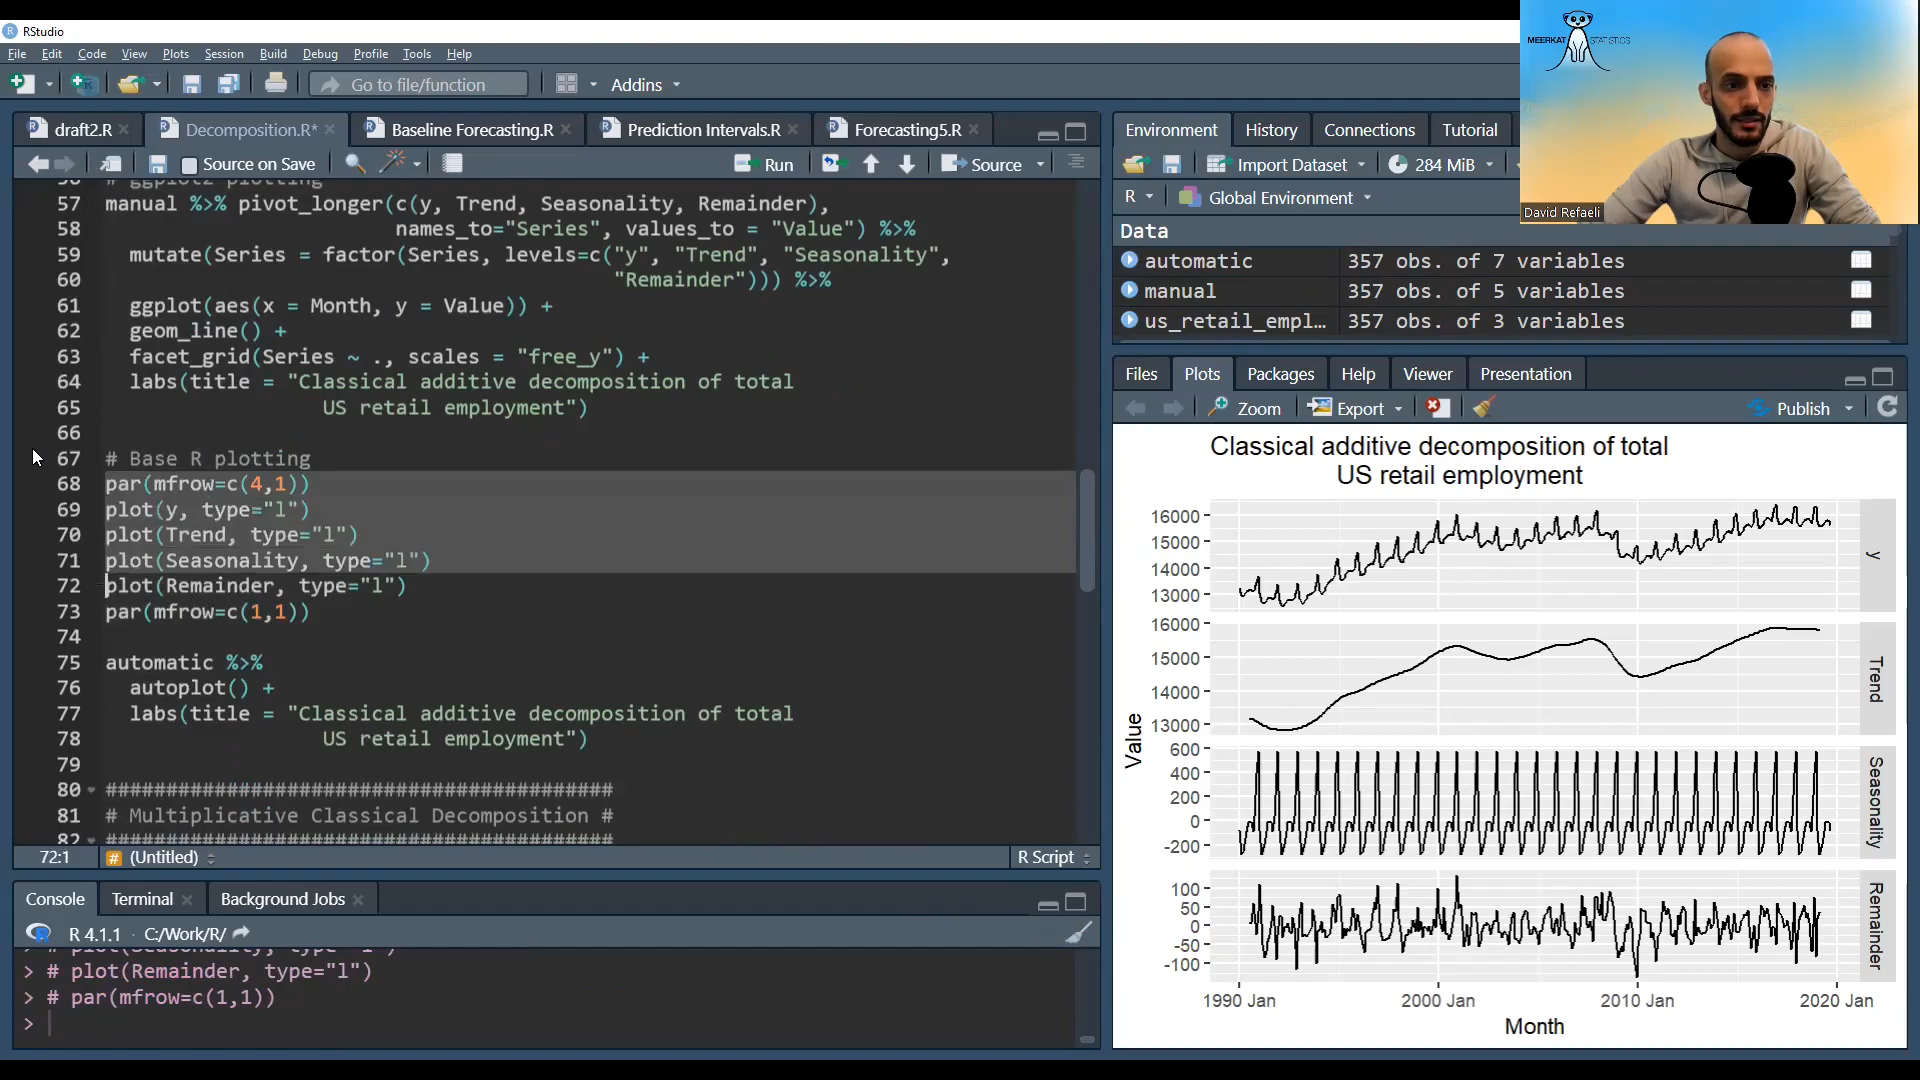 RStudio
File Edit Code View Plots Session Build Debug Profile Tools Help
Go to file/function Addins
draft2.R Decomposition.R* Baseline Forecasting.R Prediction Intervals.R Forecasting5.R
Source on Save Run Source
56 # ggplot2 plotting
57 manual %>% pivot_longer(c(y, Trend, Seasonality, Remainder),
58 names_to="Series", values_to = "Value") %>%
59 mutate(Series = factor(Series, levels=c("y", "Trend", "Seasonality",
60 "Remainder"))) %>%
61 ggplot(aes(x = Month, y = Value)) +
62 geom_line() +
63 facet_grid(Series ~ ., scales = "free_y") +
64 labs(title = "Classical additive decomposition of total
65 US retail employment")
66
67 # Base R plotting
68 par(mfrow=c(4,1))
69 plot(y, type="l")
70 plot(Trend, type="l")
71 plot(Seasonality, type="l")
72 plot(Remainder, type="l")
73 par(mfrow=c(1,1))
74
75 automatic %>%
76 autoplot() +
77 labs(title = "Classical additive decomposition of total
78 US retail employment")
79
80 ##########################################
81 # Multiplicative Classical Decomposition #
82 ##########################################
72:1 # (Untitled) R Script
Console Terminal Background Jobs
R 4.1.1 · C:/Work/R/
> # plot(Seasonality, type="l")
> # plot(Remainder, type="l")
> # par(mfrow=c(1,1))
>
MEERKAT STATISTICS
David Refaeli
Environment History Connections Tutorial
Import Dataset 284 MiB
R Global Environment
Data
automatic 357 obs. of 7 variables
manual 357 obs. of 5 variables
us_retail_empl… 357 obs. of 3 variables
Files Plots Packages Help Viewer Presentation
Zoom Export Publish
Classical additive decomposition of total
US retail employment
16000
15000
14000
13000
y
16000
15000
14000
13000
Trend
600
400
200
0
-200
Seasonality
100
50
0
-50
-100
Remainder
Value
1990 Jan 2000 Jan 2010 Jan 2020 Jan
Month